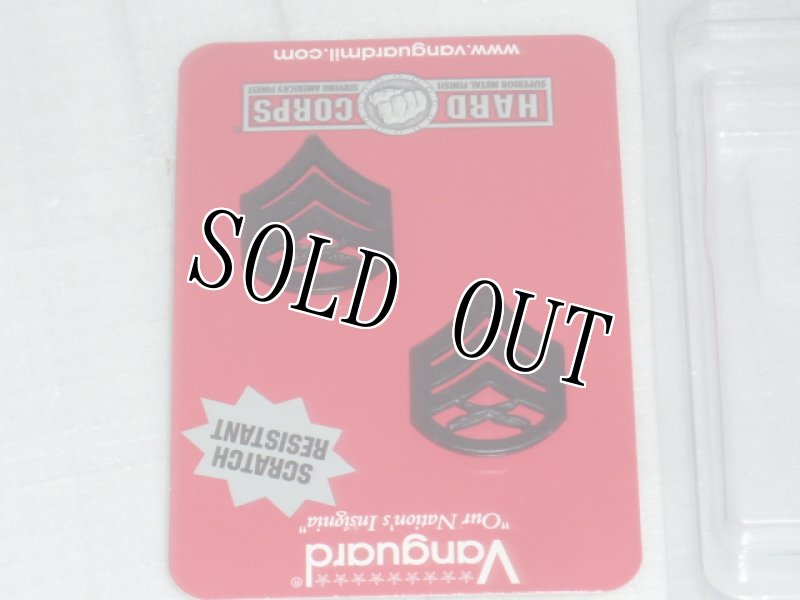 Vanguard®
"Our Nation's Insignia"
SCRATCH
RESISTANT
SOLD OUT
HARD CORPS
SUPERIOR METAL FINISH SERVING AMERICA'S FINEST
www.vanguardmil.com